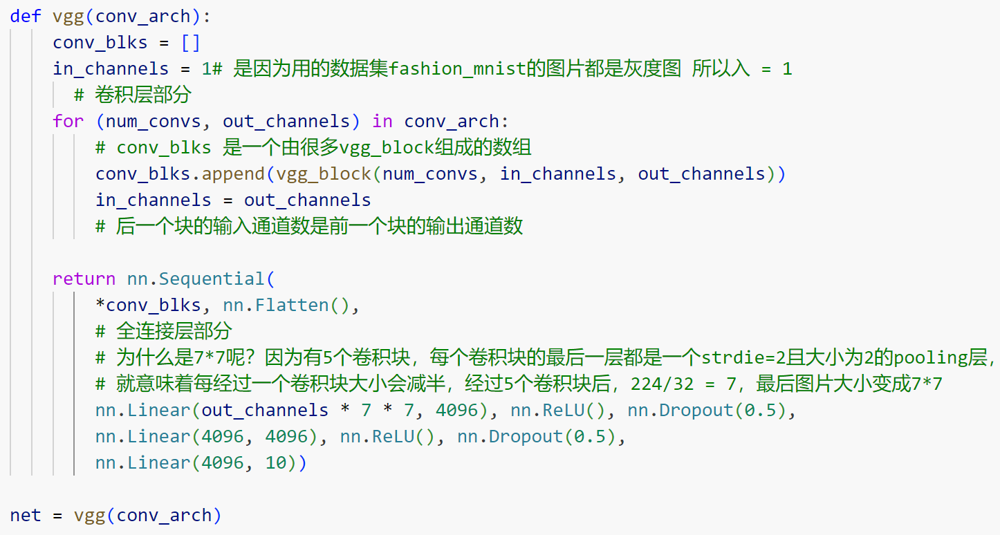 def vgg(conv_arch):
    conv_blks = []
    in_channels = 1# 是因为用的数据集fashion_mnist的图片都是灰度图 所以入 = 1
      # 卷积层部分
    for (num_convs, out_channels) in conv_arch:
        # conv_blks 是一个由很多vgg_block组成的数组
        conv_blks.append(vgg_block(num_convs, in_channels, out_channels))
        in_channels = out_channels
        # 后一个块的输入通道数是前一个块的输出通道数

    return nn.Sequential(
        *conv_blks, nn.Flatten(),
        # 全连接层部分
        # 为什么是7*7呢？因为有5个卷积块，每个卷积块的最后一层都是一个strdie=2且大小为2的pooling层，
        # 就意味着每经过一个卷积块大小会减半，经过5个卷积块后，224/32 = 7，最后图片大小变成7*7
        nn.Linear(out_channels * 7 * 7, 4096), nn.ReLU(), nn.Dropout(0.5),
        nn.Linear(4096, 4096), nn.ReLU(), nn.Dropout(0.5),
        nn.Linear(4096, 10))

net = vgg(conv_arch)